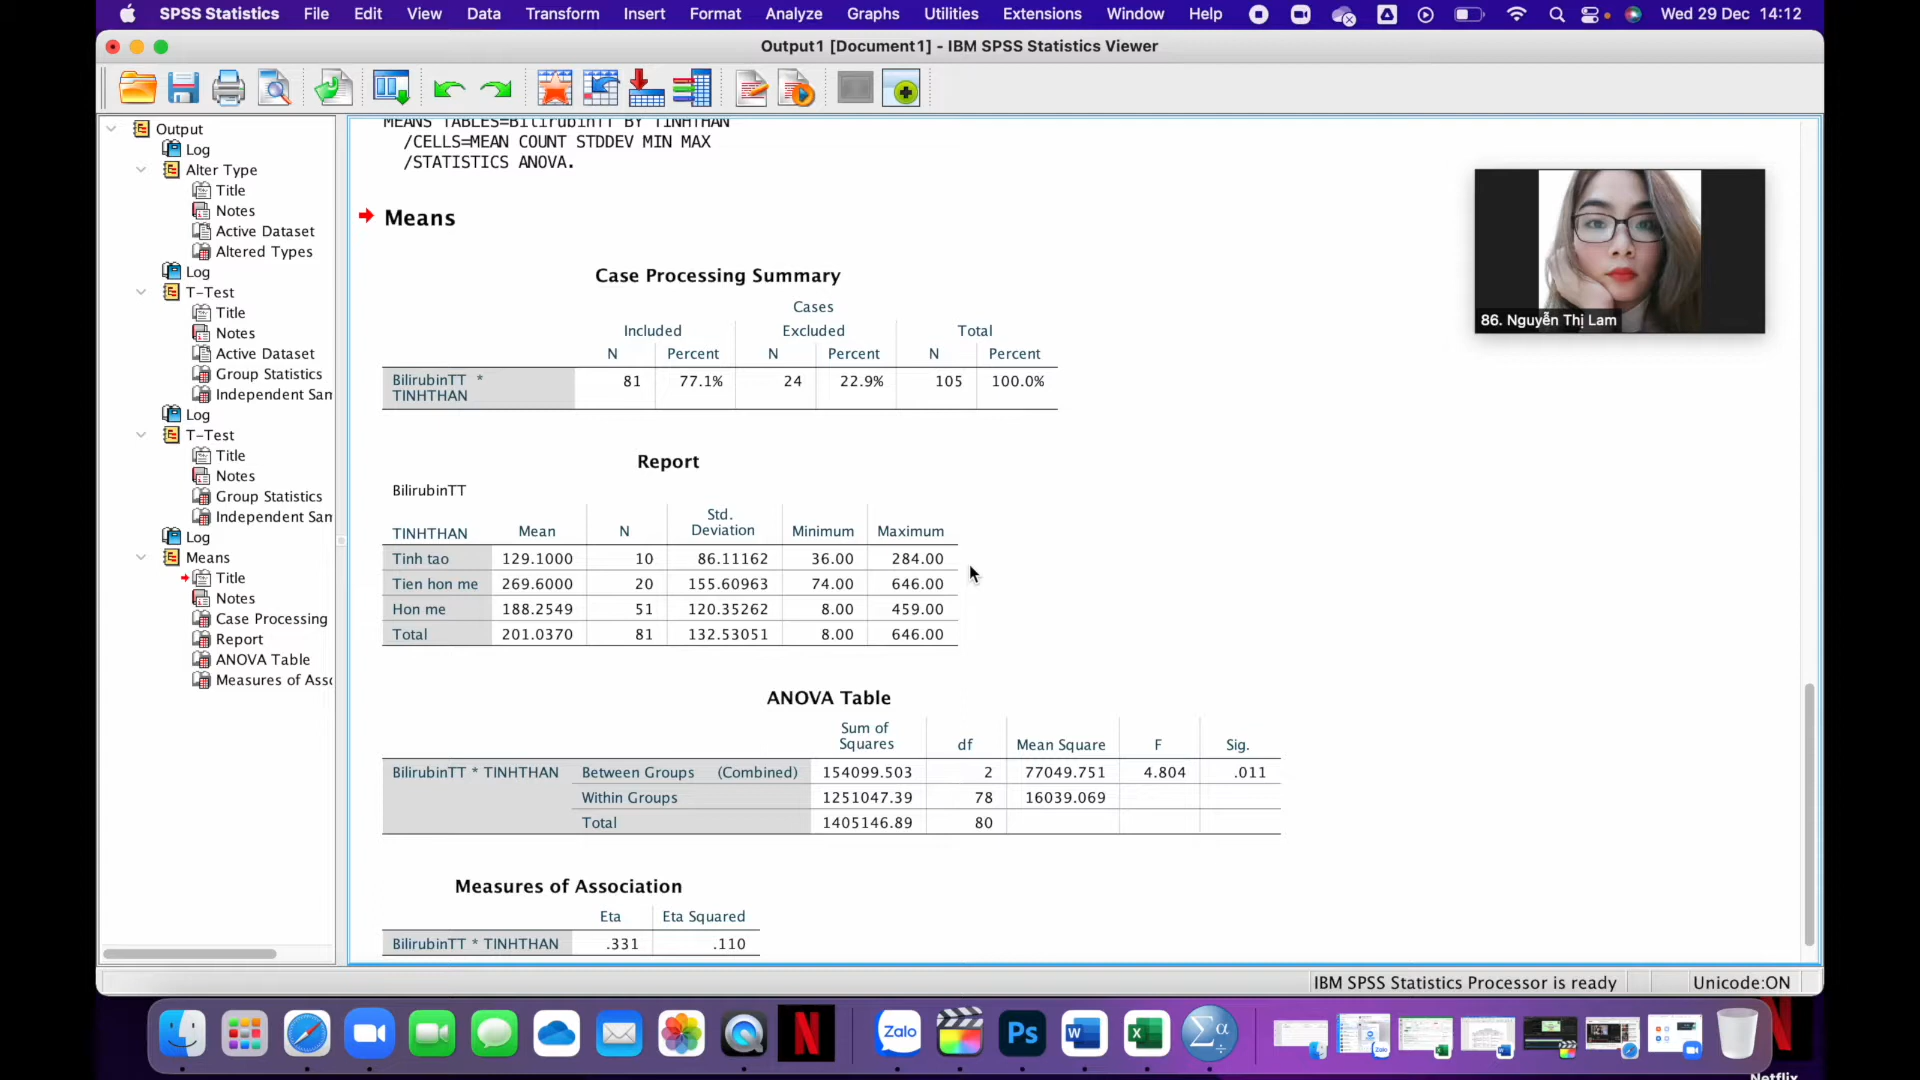 SPSS Statistics File Edit View Data Transform Insert Format Analyze Graphs Utilities Extensions Window Help Wed 29 Dec 14:12
Output1 [Document1] - IBM SPSS Statistics Viewer
Output
Log
Alter Type
Title
Notes
Active Dataset
Altered Types
Log
T-Test
Title
Notes
Active Dataset
Group Statistics
Independent Sam
Log
T-Test
Title
Notes
Group Statistics
Independent Sam
Log
Means
Title
Notes
Case Processing
Report
ANOVA Table
Measures of Asso
MEANS TABLES=BilirubinTT BY TINHTHAN
/CELLS=MEAN COUNT STDDEV MIN MAX
/STATISTICS ANOVA.
Means
Case Processing Summary
Cases
Included Excluded Total
N Percent N Percent N Percent
BilirubinTT * TINHTHAN 81 77.1% 24 22.9% 105 100.0%
Report
BilirubinTT
TINHTHAN Mean N Std. Deviation Minimum Maximum
Tinh tao 129.1000 10 86.11162 36.00 284.00
Tien hon me 269.6000 20 155.60963 74.00 646.00
Hon me 188.2549 51 120.35262 8.00 459.00
Total 201.0370 81 132.53051 8.00 646.00
ANOVA Table
Sum of Squares df Mean Square F Sig.
BilirubinTT * TINHTHAN Between Groups (Combined) 154099.503 2 77049.751 4.804 .011
Within Groups 1251047.39 78 16039.069
Total 1405146.89 80
Measures of Association
Eta Eta Squared
BilirubinTT * TINHTHAN .331 .110
86. Nguyễn Thị Lam
IBM SPSS Statistics Processor is ready Unicode:ON
N Zalo Ps W X Σα
Netflix